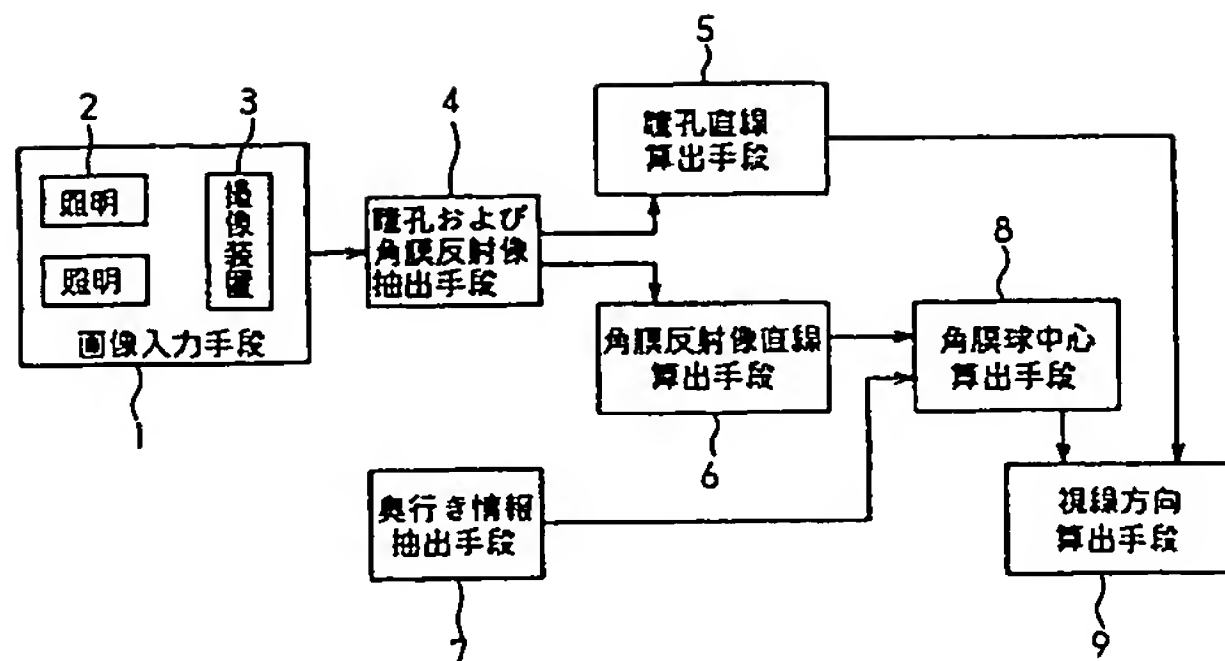 5
瞳孔直線
算出手段
2
3
4
照明
撮像装置
照明
画像入力手段
1
瞳孔および
角膜反射像
抽出手段
8
角膜反射像直線
算出手段
6
角膜球中心
算出手段
奥行き情報
抽出手段
7
視線方向
算出手段
9